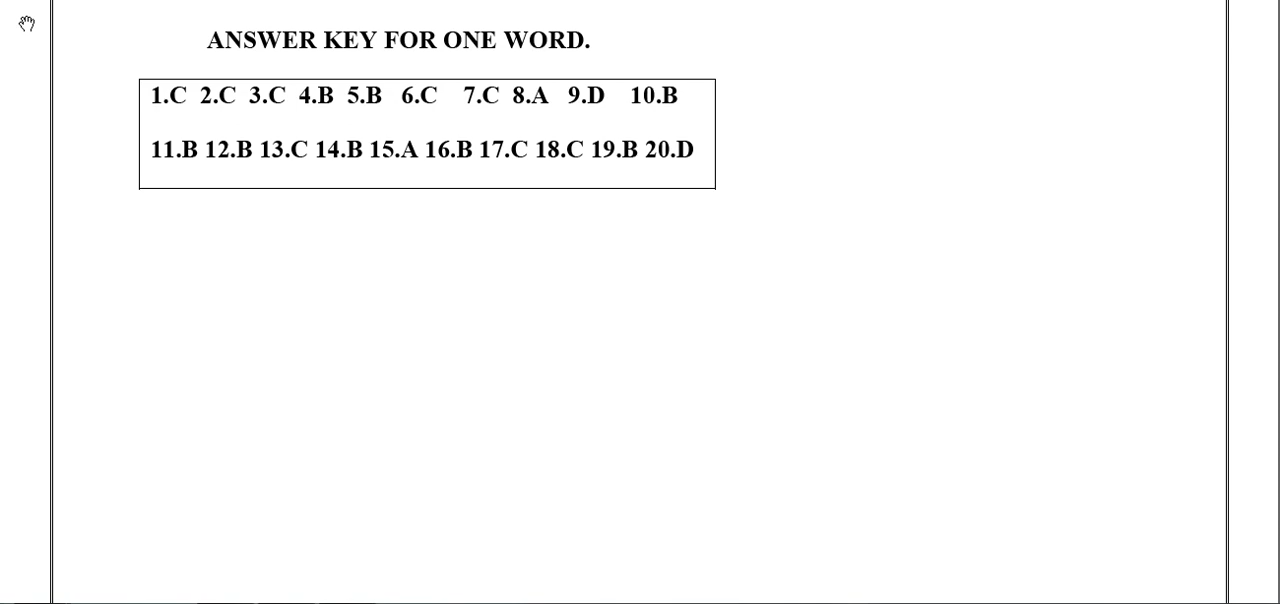 ANSWER KEY FOR ONE WORD.
1.C 2.C 3.C 4.B 5.B 6.C 7.C 8.A 9.D 10.B
11.B 12.B 13.C 14.B 15.A 16.B 17.C 18.C 19.B 20.D